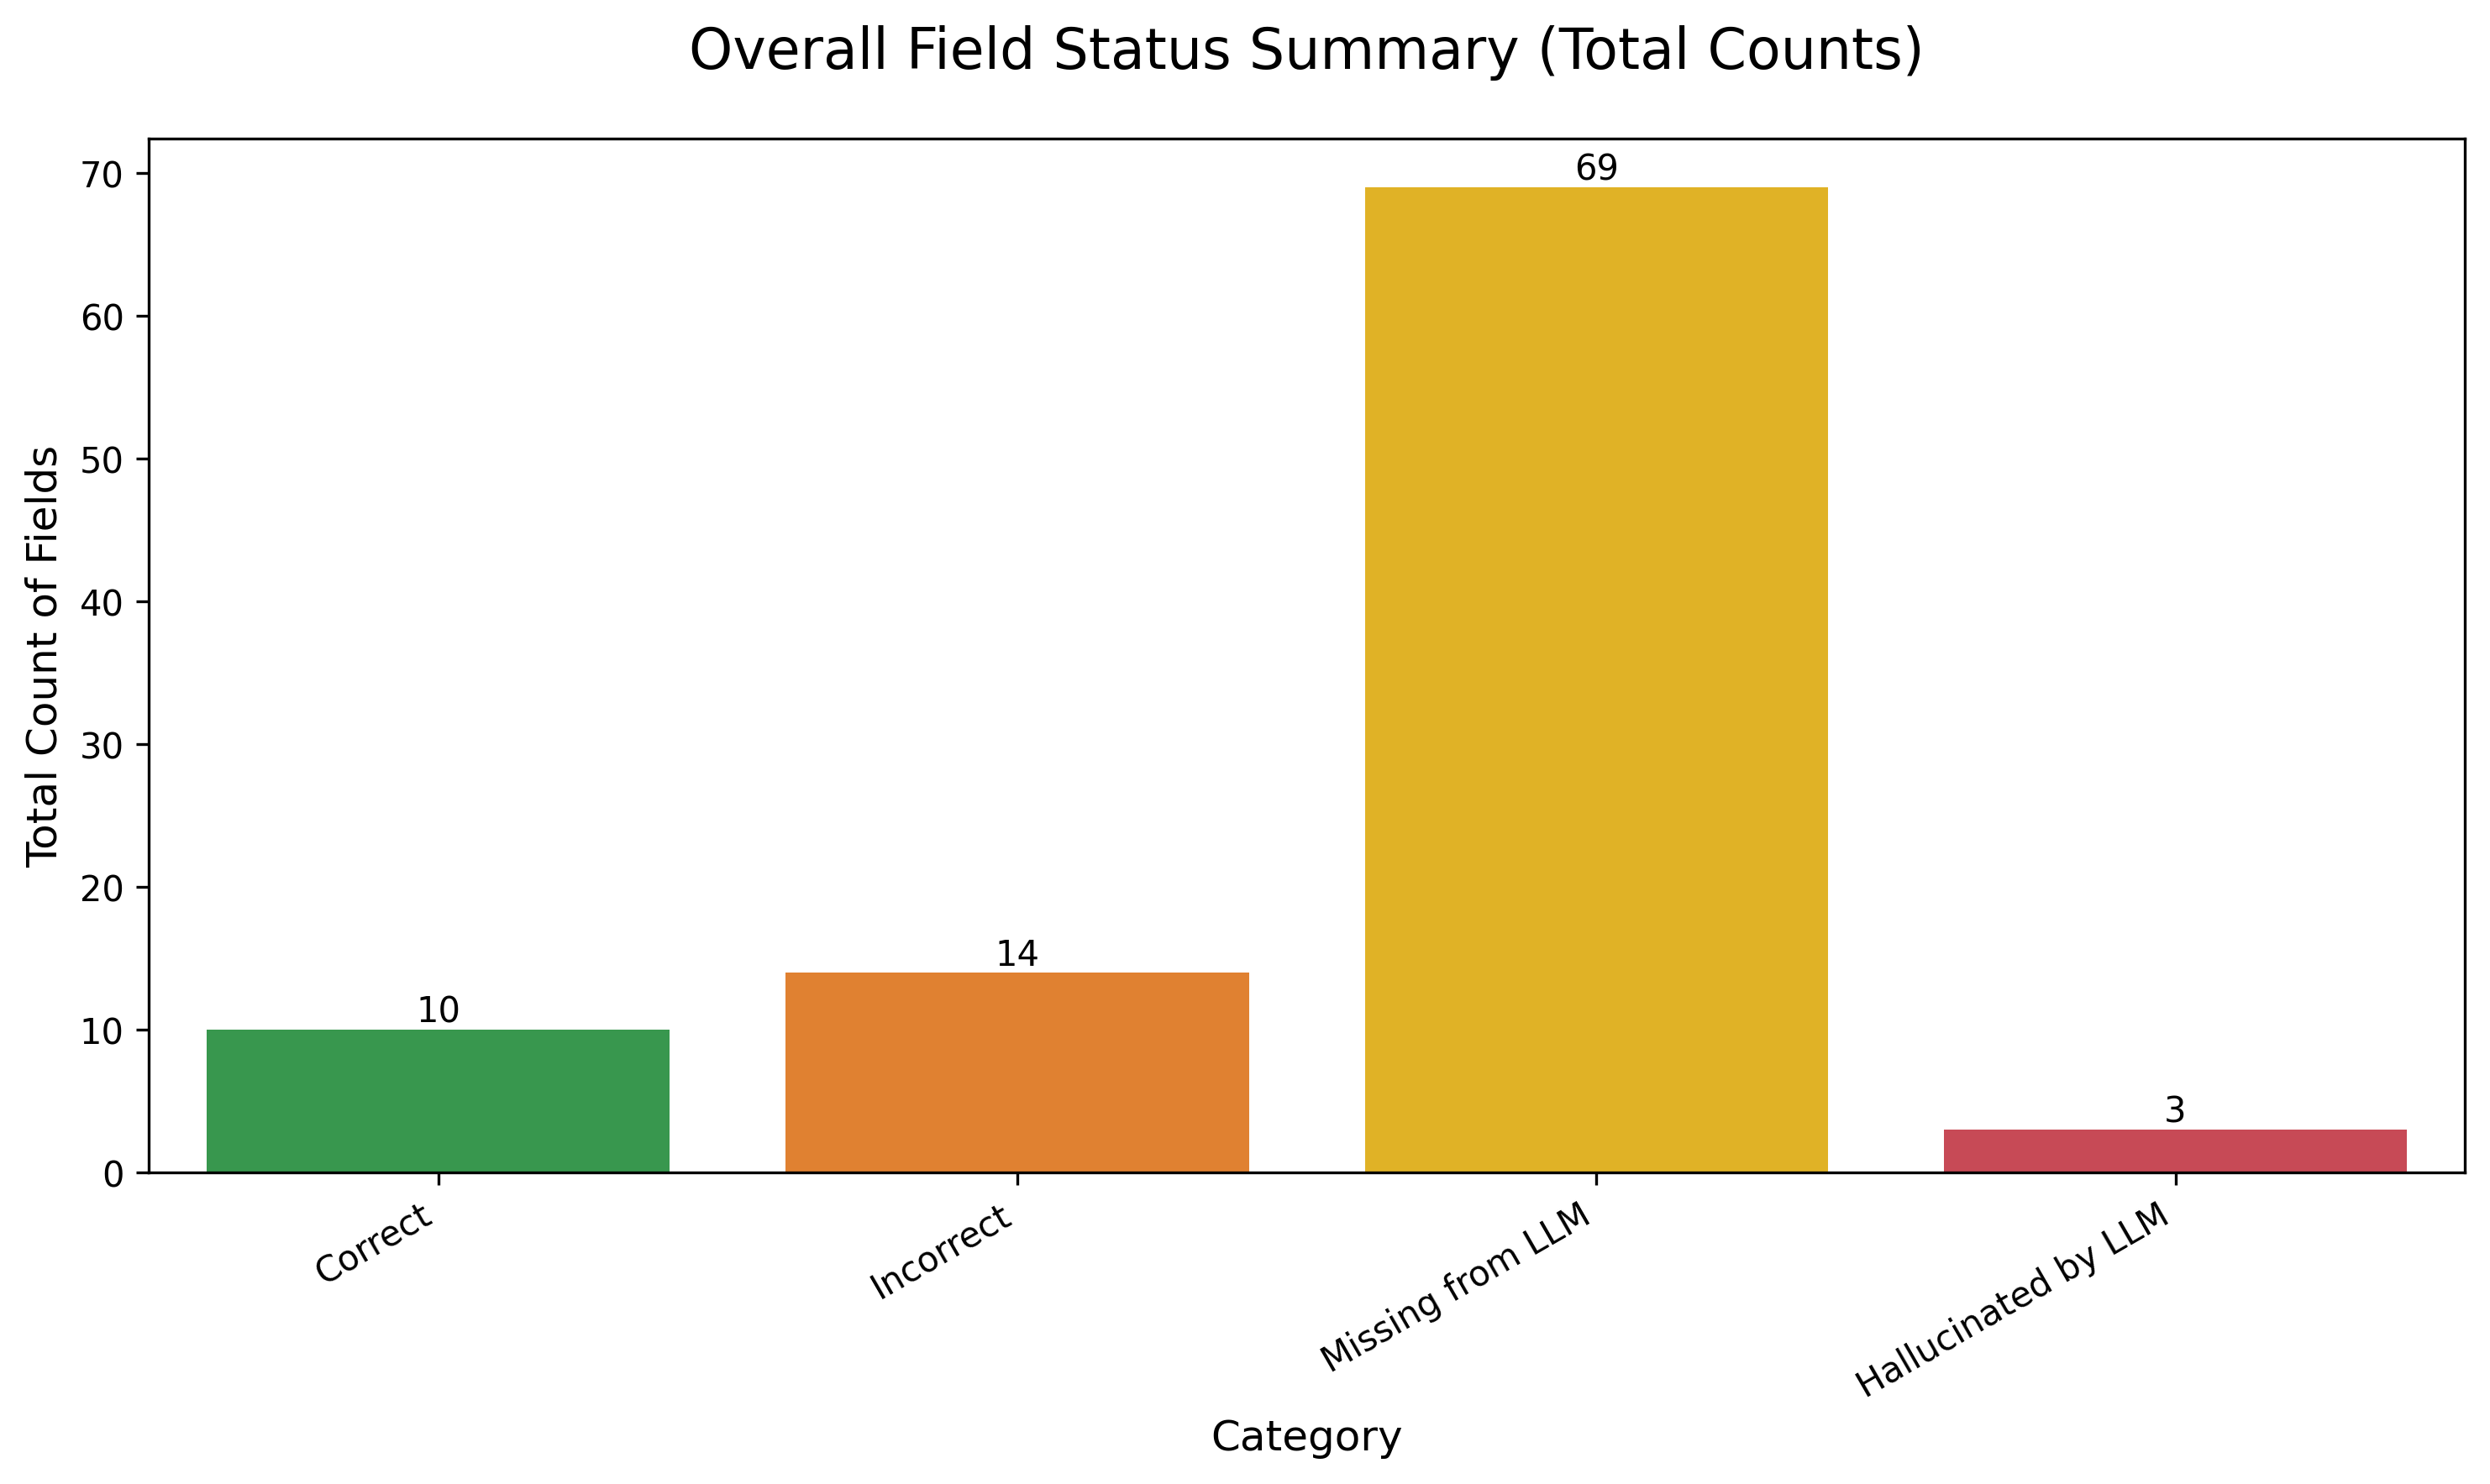 Overall Field Status Summary (Total Counts)
Total Count of Fields
70
60
50
40
30
20
10
0
10
14
69
3
Correct
Incorrect
Missing from LLM
Hallucinated by LLM
Category